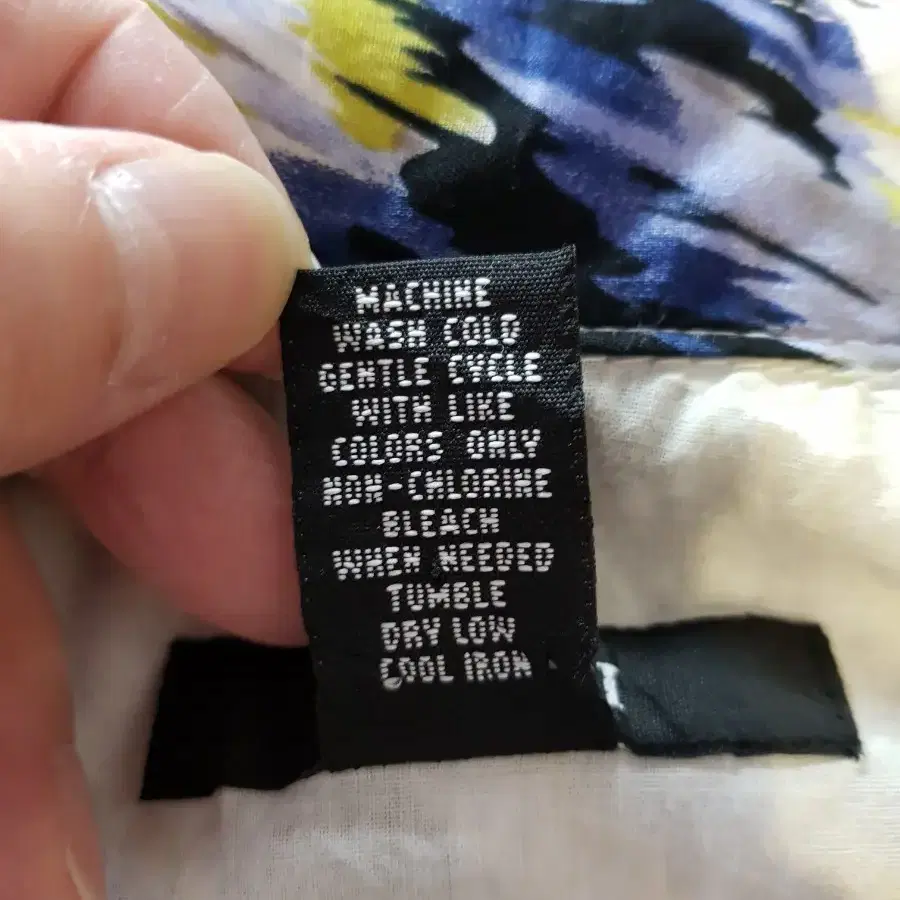 MACHINE
WASH COLD
GENTLE CYCLE
WITH LIKE
COLORS ONLY
NON-CHLORINE
BLEACH
WHEN NEEDED
TUMBLE
DRY LOW
COOL IRON